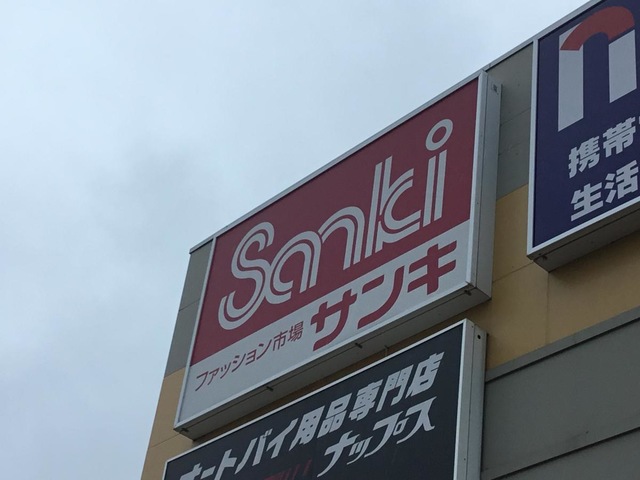 Sanki
ファッション市場 サンキ
オートバイ用品専門店
ナップス
携帯
生活